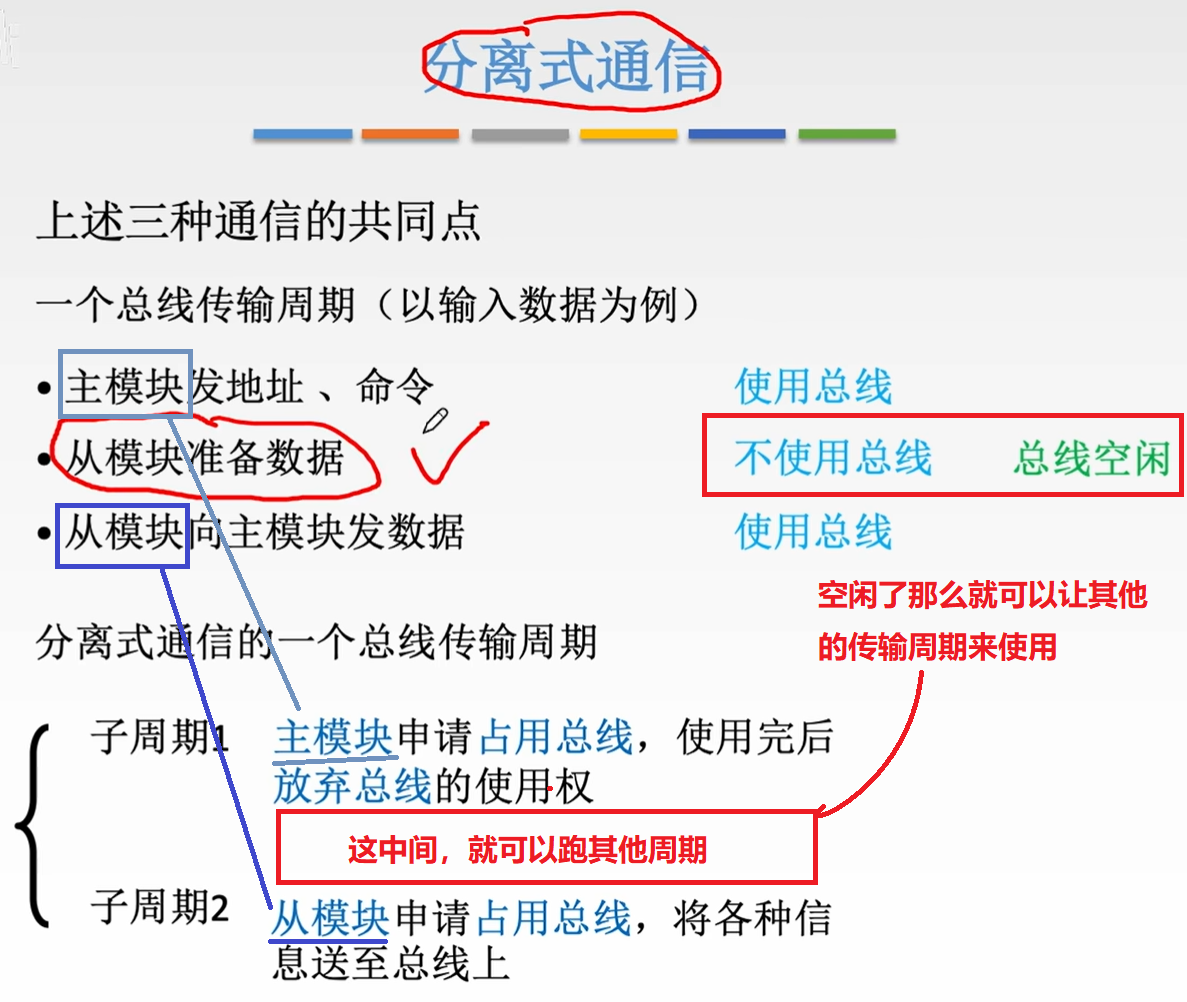 分离式通信
上述三种通信的共同点
一个总线传输周期（以输入数据为例）
• 主模块发地址 、命令 使用总线
• 从模块准备数据 不使用总线 总线空闲
• 从模块向主模块发数据 使用总线
空闲了那么就可以让其他
的传输周期来使用
分离式通信的一个总线传输周期
子周期1 主模块申请占用总线，使用完后
放弃总线的使用权
这中间，就可以跑其他周期
子周期2 从模块申请占用总线，将各种信
息送至总线上